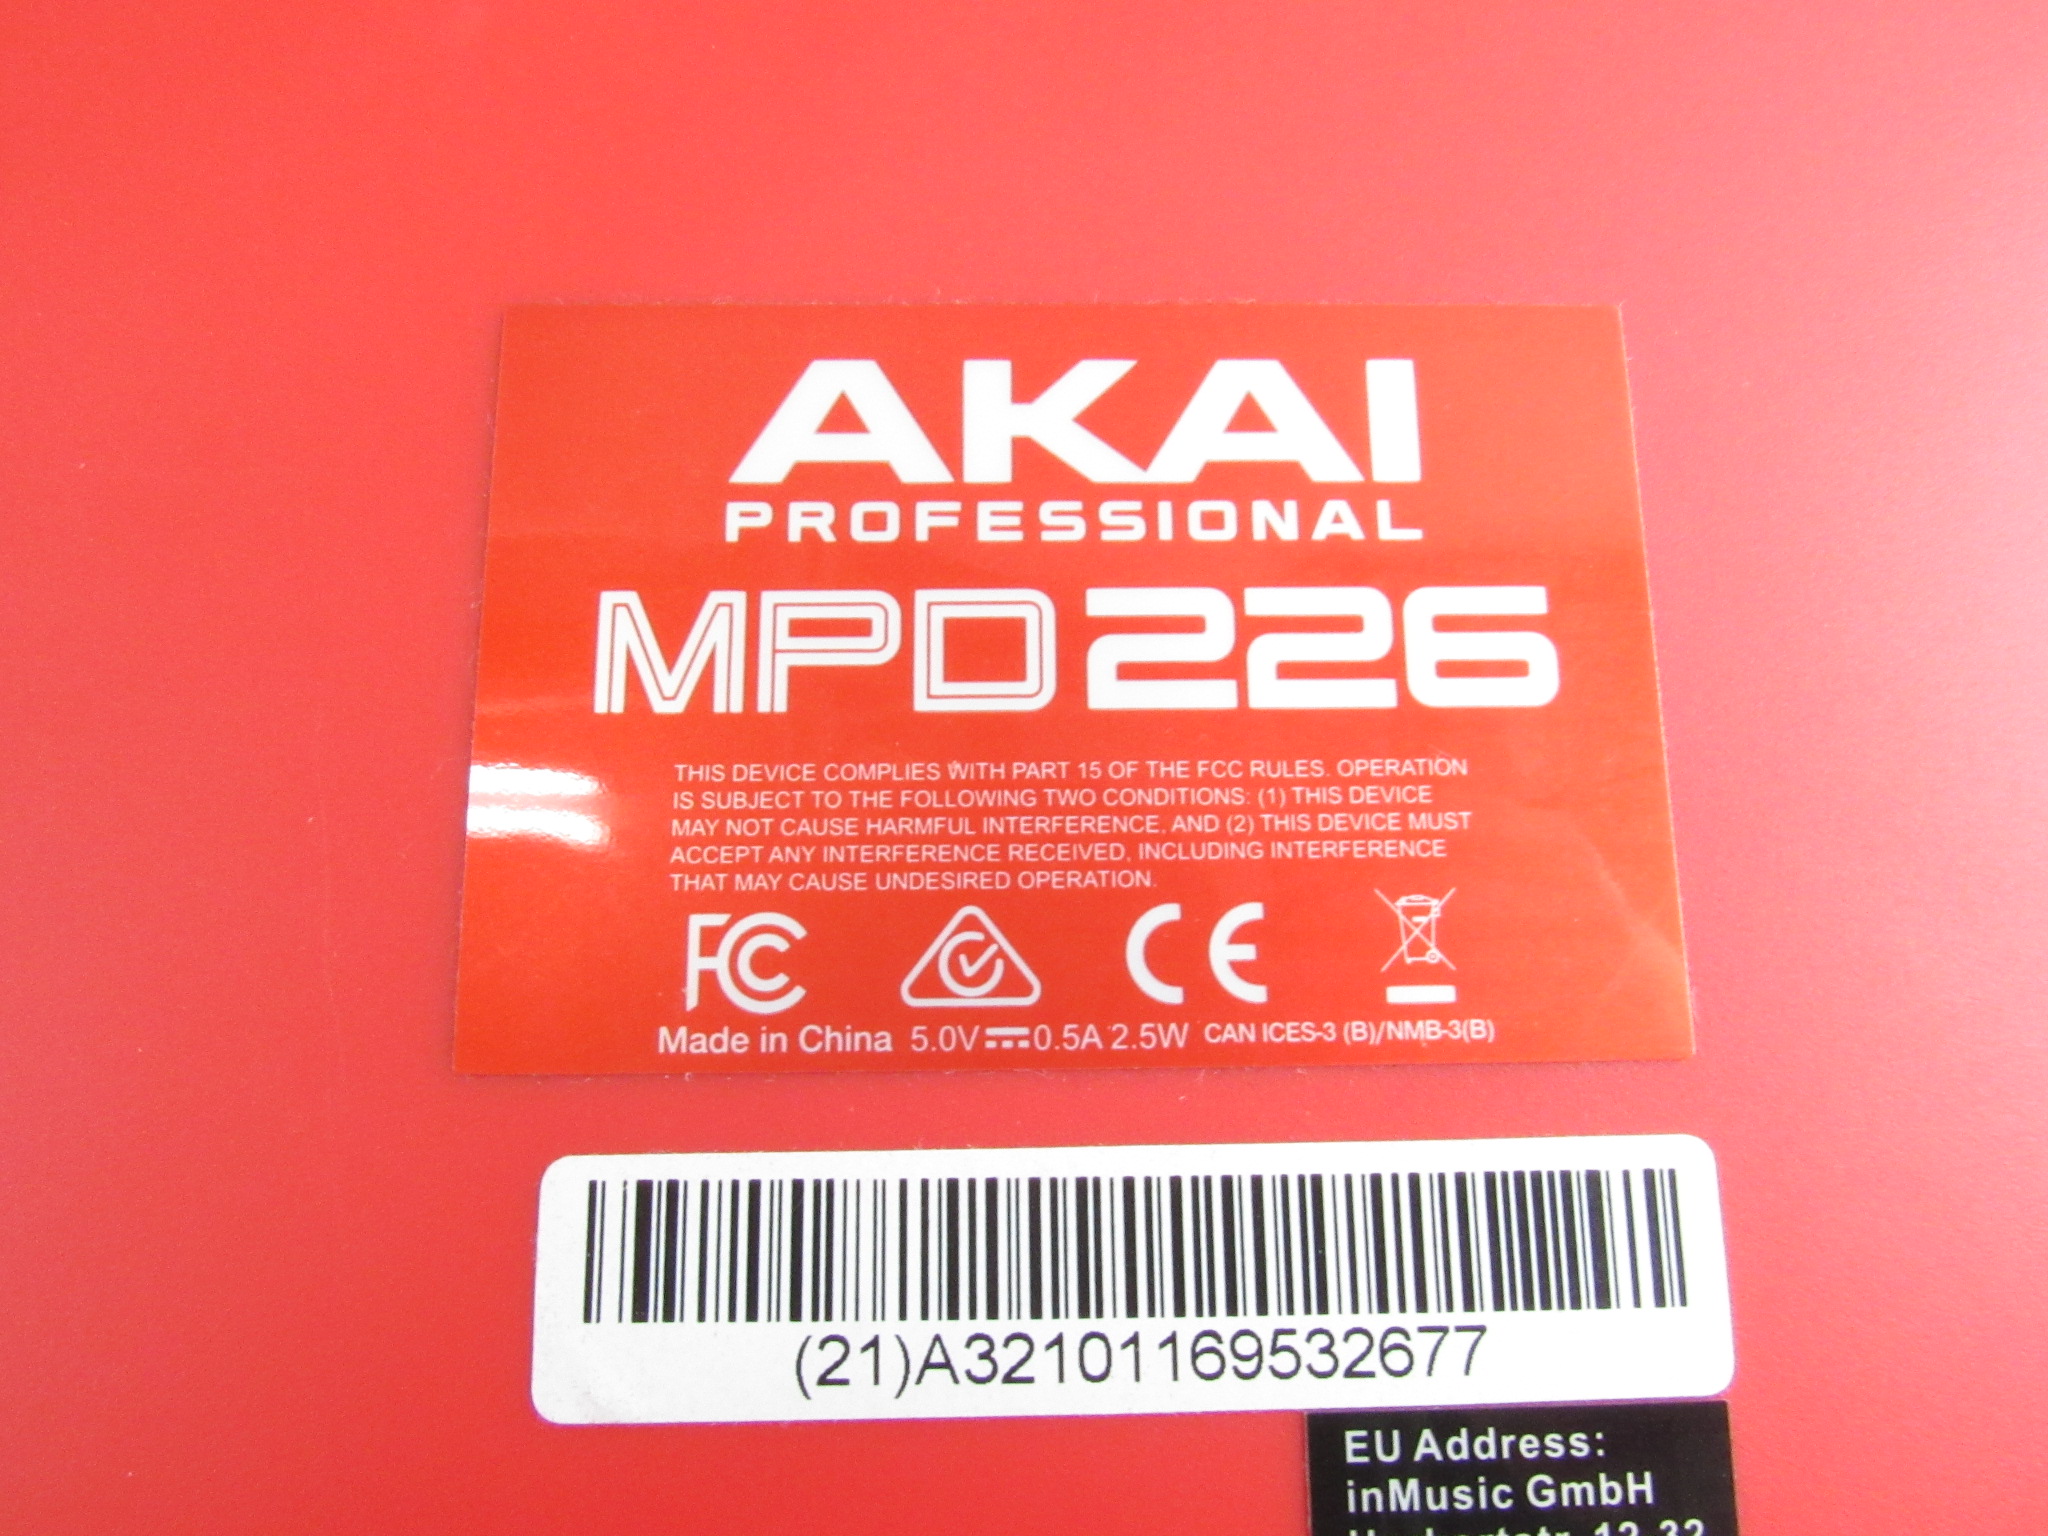 AKAI
PROFESSIONAL
MPD226
THIS DEVICE COMPLIES WITH PART 15 OF THE FCC RULES. OPERATION
IS SUBJECT TO THE FOLLOWING TWO CONDITIONS: (1) THIS DEVICE
MAY NOT CAUSE HARMFUL INTERFERENCE, AND (2) THIS DEVICE MUST
ACCEPT ANY INTERFERENCE RECEIVED, INCLUDING INTERFERENCE
THAT MAY CAUSE UNDESIRED OPERATION.
FC CE
Made in China 5.0V⎓0.5A 2.5W CAN ICES-3 (B)/NMB-3(B)
(21)A32101169532677
EU Address:
inMusic GmbH
12-32